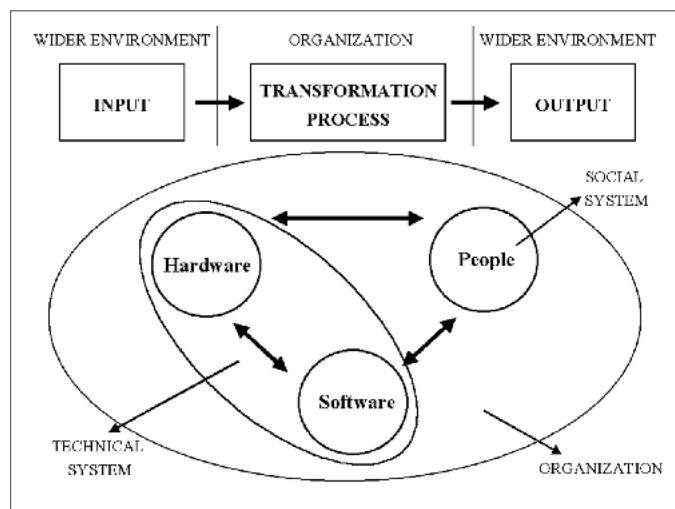 WIDER ENVIRONMENT
ORGANIZATION
WIDER ENVIRONMENT
INPUT
TRANSFORMATION
PROCESS
OUTPUT
SOCIAL
SYSTEM
Hardware
People
Software
TECHNICAL
SYSTEM
ORGANIZATION